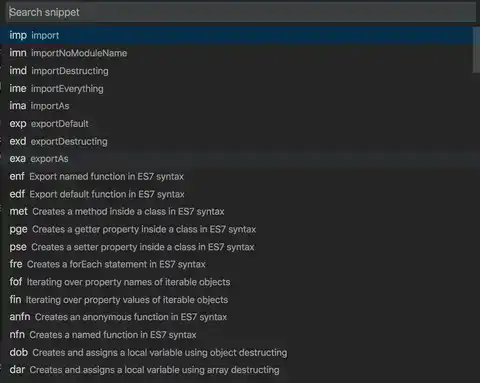 Search snippet
imp import
imn importNoModuleName
imd importDestructing
ime importEverything
ima importAs
exp exportDefault
exd exportDestructing
exa exportAs
enf Export named function in ES7 syntax
edf Export default function in ES7 syntax
met Creates a method inside a class in ES7 syntax
pge Creates a getter property inside a class in ES7 syntax
pse Creates a setter property inside a class in ES7 syntax
fre Creates a forEach statement in ES7 syntax
fof Iterating over property names of iterable objects
fin Iterating over property values of iterable objects
anfn Creates an anonymous function in ES7 syntax
nfn Creates a named function in ES7 syntax
dob Creates and assigns a local variable using object destructing
dar Creates and assigns a local variable using array destructing